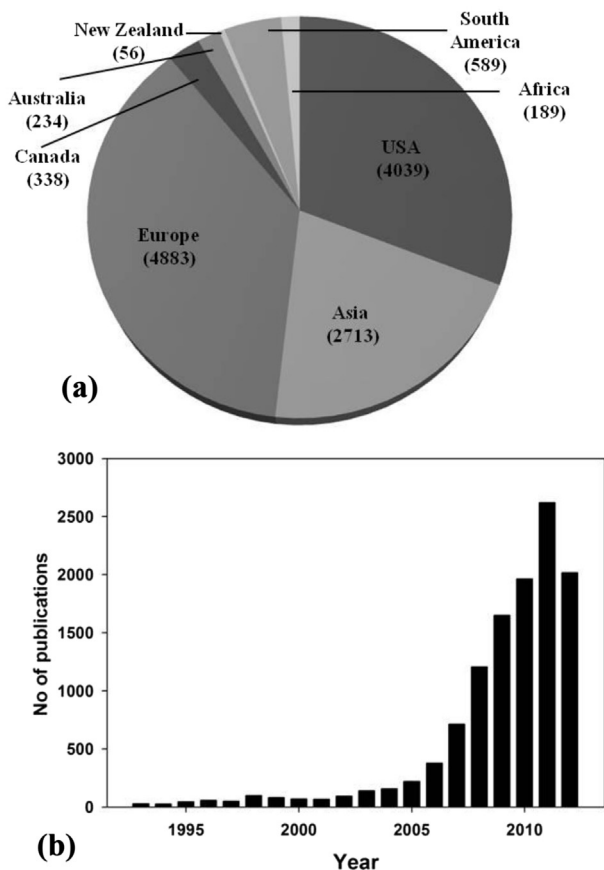 New Zealand
(56)
South
America
(589)
Australia
(234)
Africa
(189)
Canada
(338)
USA
(4039)
Europe
(4883)
Asia
(2713)
(a)
3000
2500
2000
1500
1000
500
0
No of publications
1995
2000
2005
2010
Year
(b)